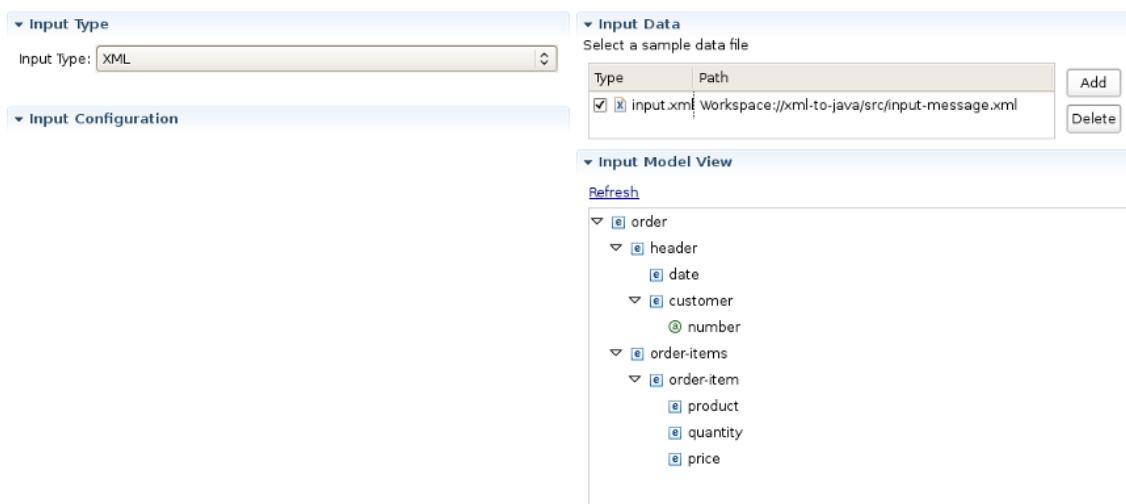 Input Type
Input Type: XML
Input Configuration
Input Data
Select a sample data file
Type Path
input.xml Workspace://xml-to-java/src/input-message.xml
Add
Delete
Input Model View
Refresh
e order
e header
e date
e customer
a number
e order-items
e order-item
e product
e quantity
e price